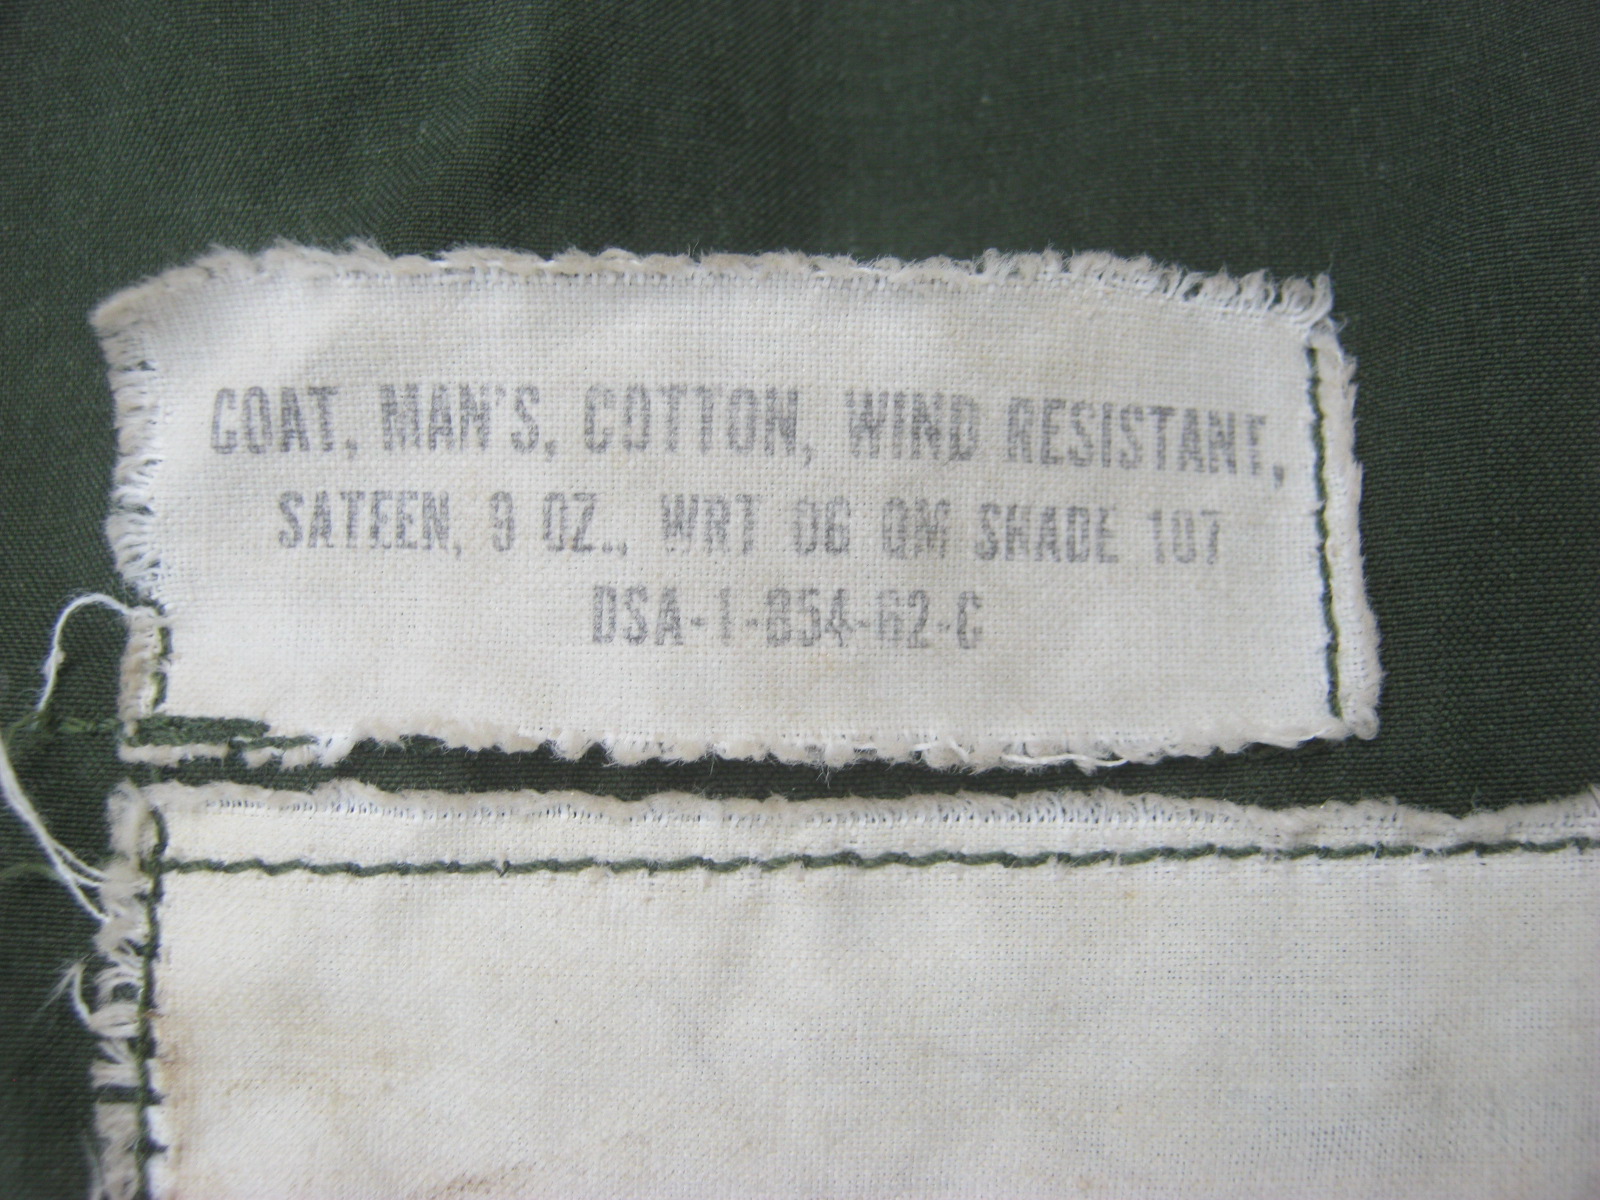 COAT, MAN'S, COTTON, WIND RESISTANT,
SATEEN, 9 OZ., WRT OG QM SHADE 107
DSA-1-854-62-C